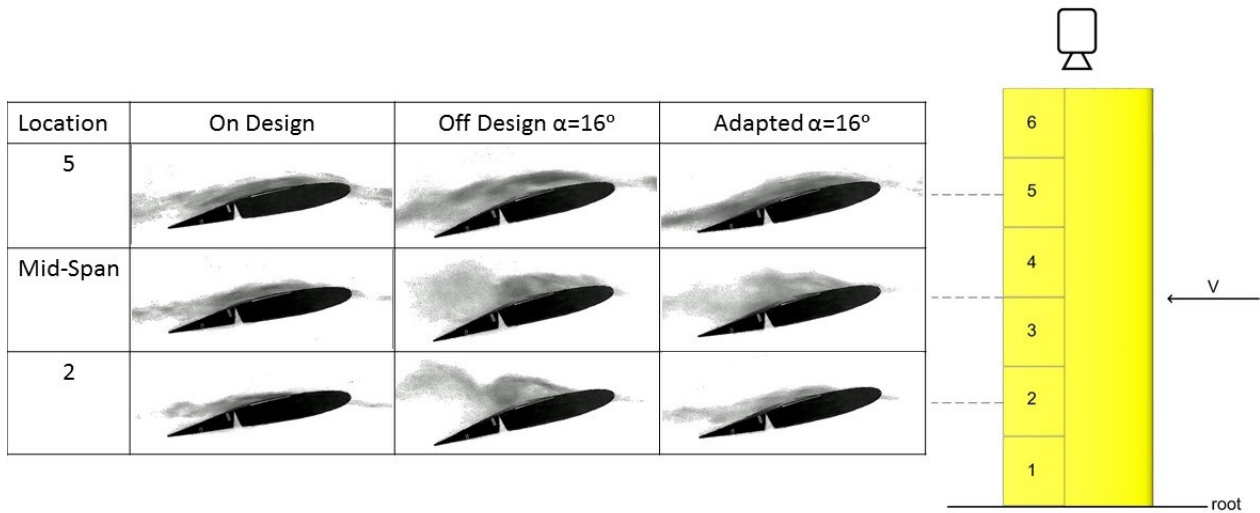 Location On Design Off Design α=16° Adapted α=16°
5
Mid-Span
2
6
5
4
3
2
1
V
root